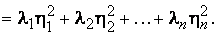 = λ₁η₁² + λ₂η₂² + … + λₙηₙ².